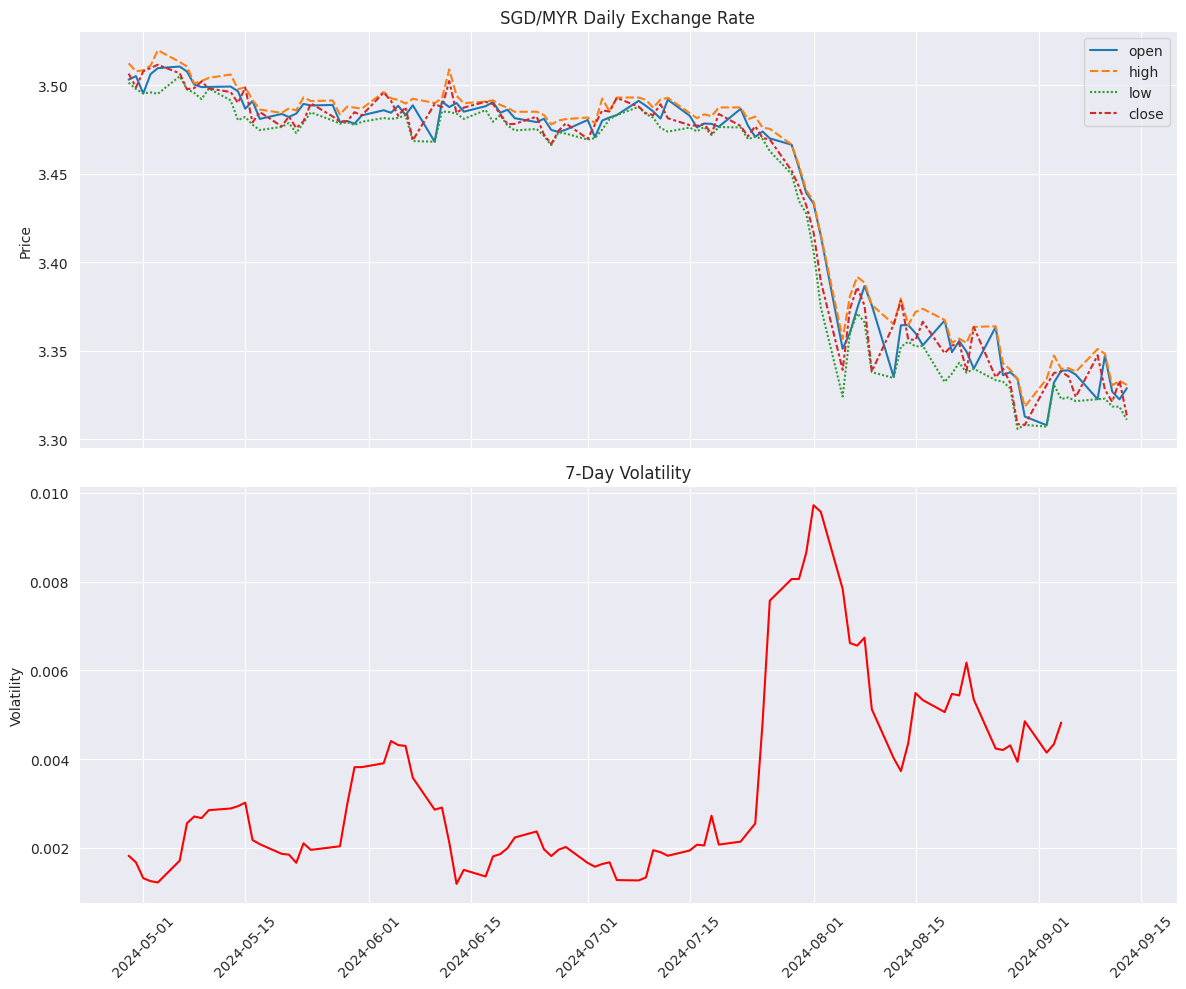 SGD/MYR Daily Exchange Rate
open
high
low
close
3.50
3.45
3.40
3.35
3.30
Price
7-Day Volatility
0.010
0.008
0.006
0.004
0.002
Volatility
2024-05-01
2024-05-15
2024-06-01
2024-06-15
2024-07-01
2024-07-15
2024-08-01
2024-08-15
2024-09-01
2024-09-15